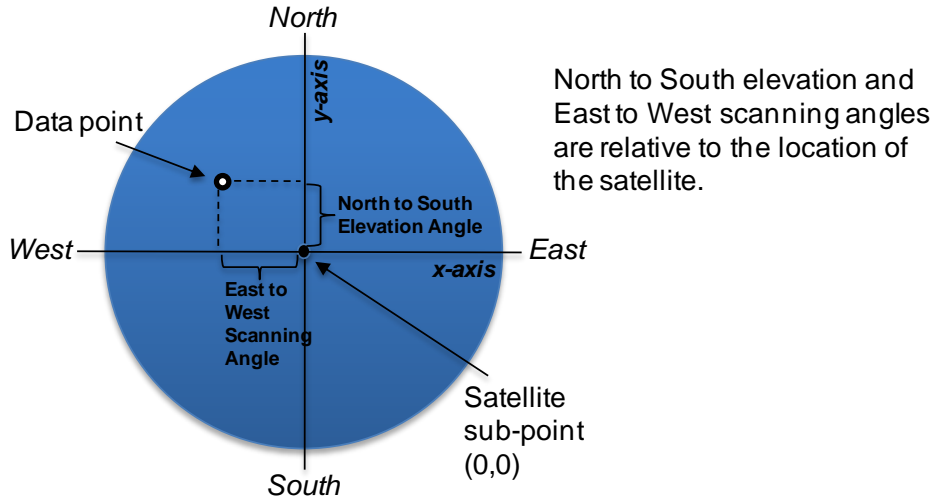 North
y-axis
North to South elevation and
East to West scanning angles
are relative to the location of
the satellite.
Data point
North to South
Elevation Angle
West
East
x-axis
East to
West
Scanning
Angle
Satellite
sub-point
(0,0)
South